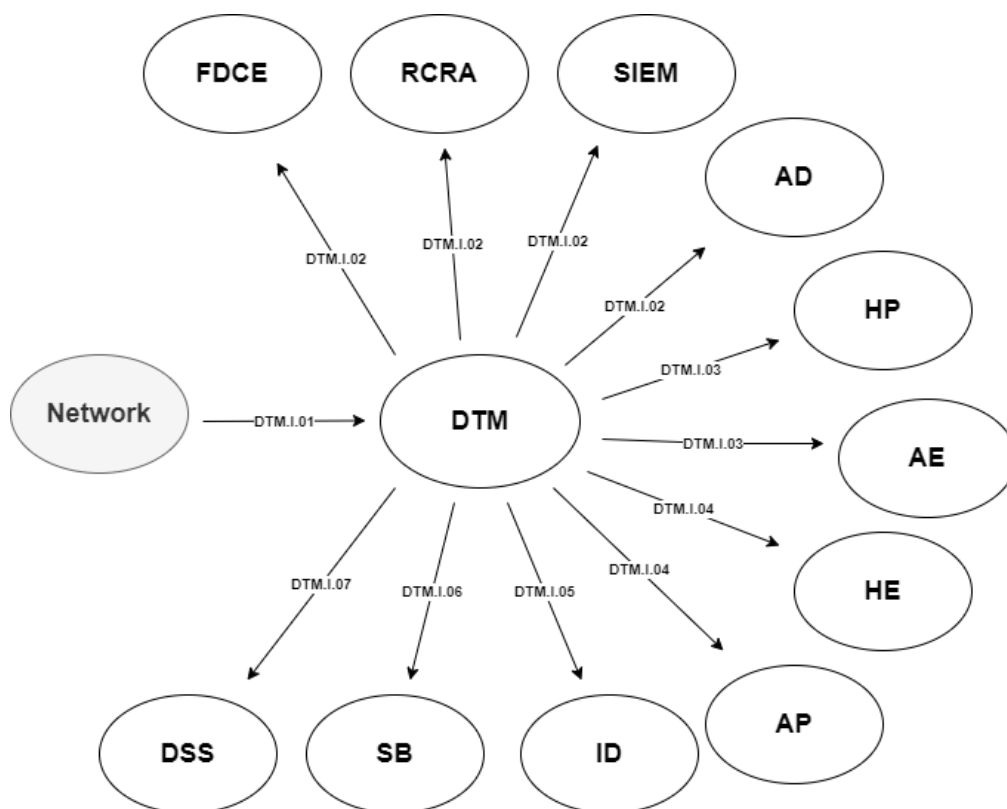 FDCE
RCRA
SIEM
AD
DTM.I.02
DTM.I.02
DTM.I.02
DTM.I.02
HP
DTM.I.03
Network
DTM.I.01
DTM
DTM.I.03
AE
DTM.I.04
HE
DTM.I.07
DTM.I.06
DTM.I.05
DTM.I.04
AP
DSS
SB
ID